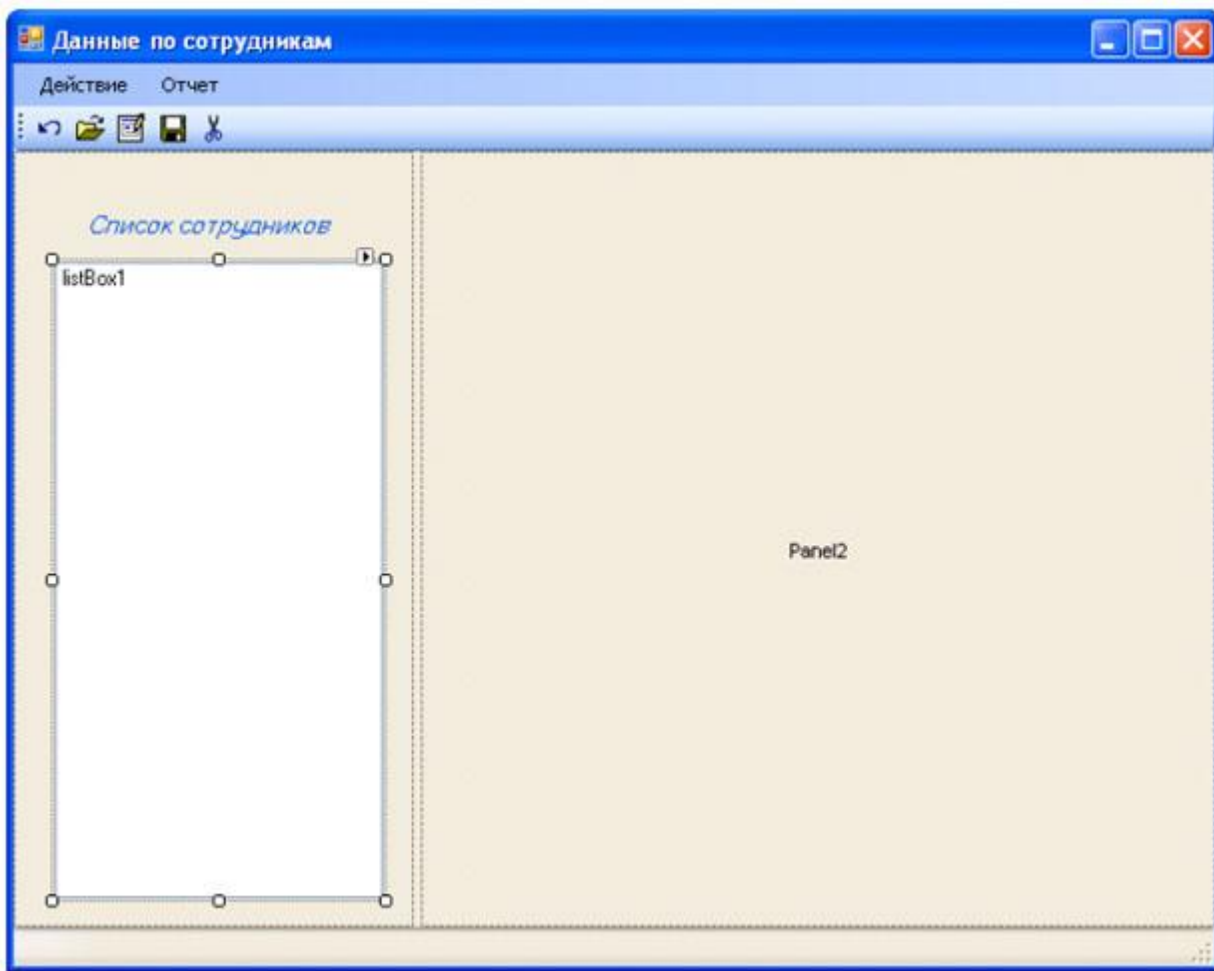 Данные по сотрудникам
Действие Отчет
Список сотрудников
listBox1
Panel2